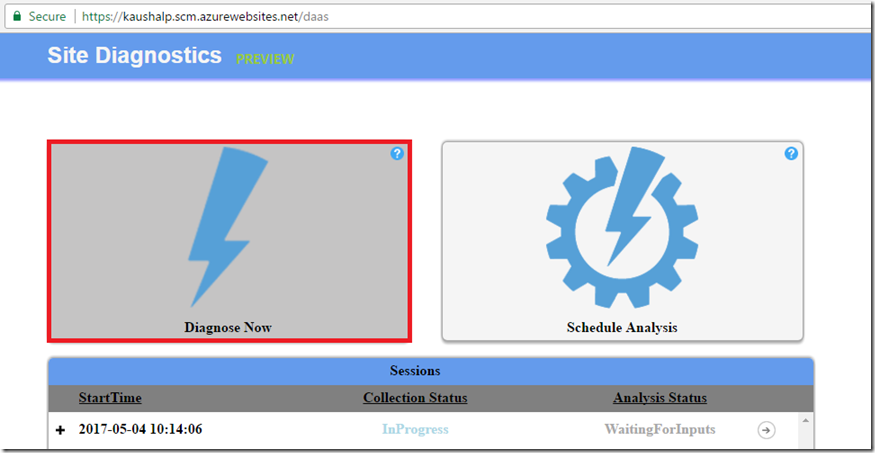 Secure | https://kaushalp.scm.azurewebsites.net/daas
Site Diagnostics PREVIEW
?
?
Diagnose Now
Schedule Analysis
Sessions
StartTime Collection Status Analysis Status
+ 2017-05-04 10:14:06 InProgress WaitingForInputs